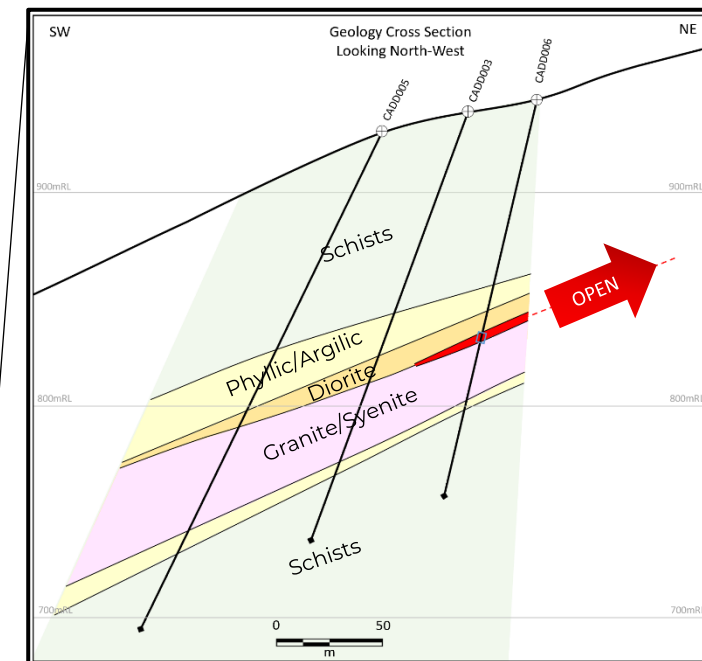 SW
Geology Cross Section
Looking North-West
NE
CADD005
CADD003
CADD006
900mRL
900mRL
Schists
OPEN
Phyllic/Argilic
Diorite
800mRL
800mRL
Granite/Syenite
Schists
700mRL
700mRL
0
50
m